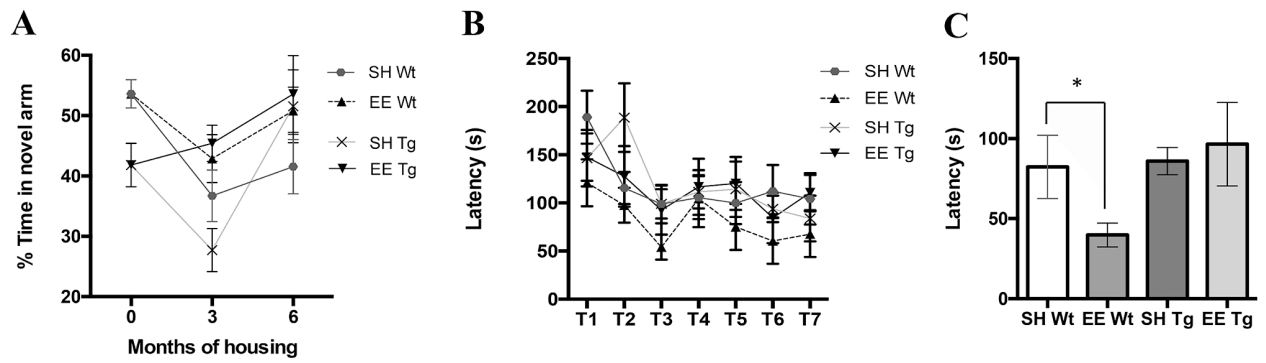 A
% Time in novel arm
60
50
40
30
20
0 3 6
Months of housing
SH Wt
EE Wt
SH Tg
EE Tg
B
Latency (s)
250
200
150
100
50
0
T1 T2 T3 T4 T5 T6 T7
SH Wt
EE Wt
SH Tg
EE Tg
C
Latency (s)
150
100
50
0
*
SH Wt EE Wt SH Tg EE Tg